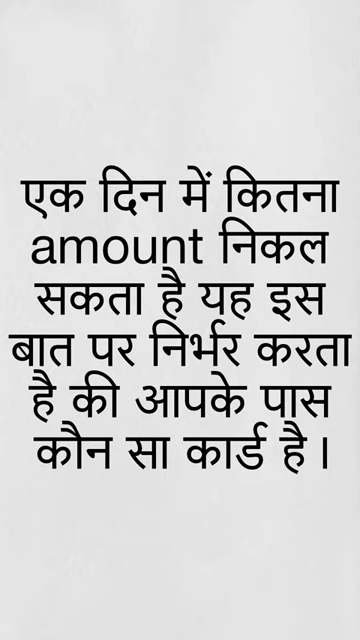 एक दिन में कितना
amount निकल
सकता है यह इस
बात पर निर्भर करता
है की आपके पास
कौन सा कार्ड है।